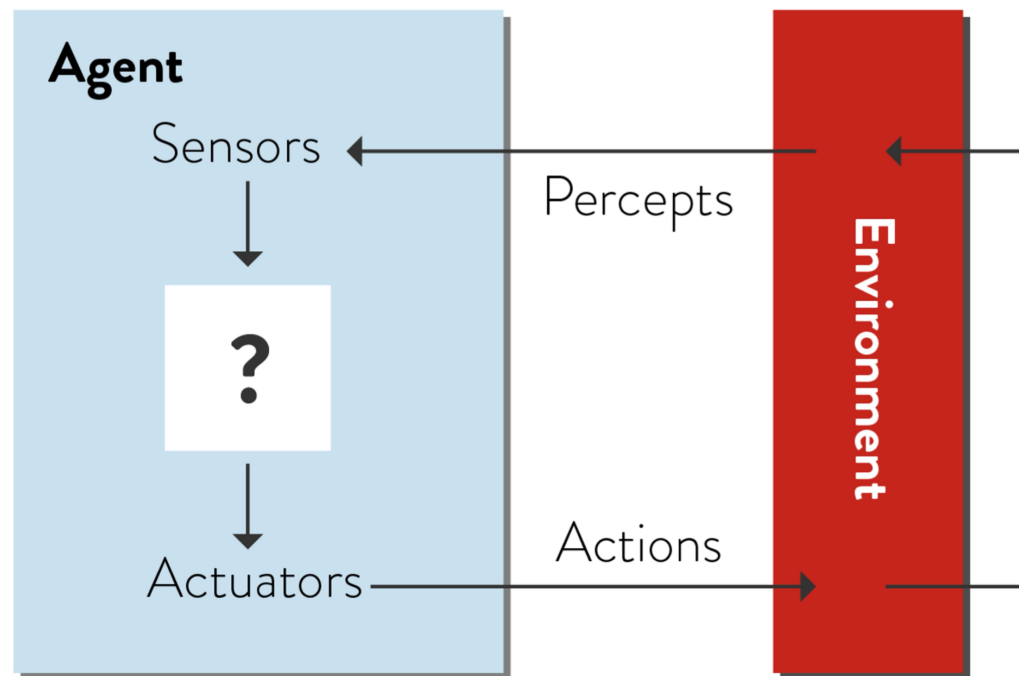 Agent
Sensors
Percepts
Environment
?
Actions
Actuators